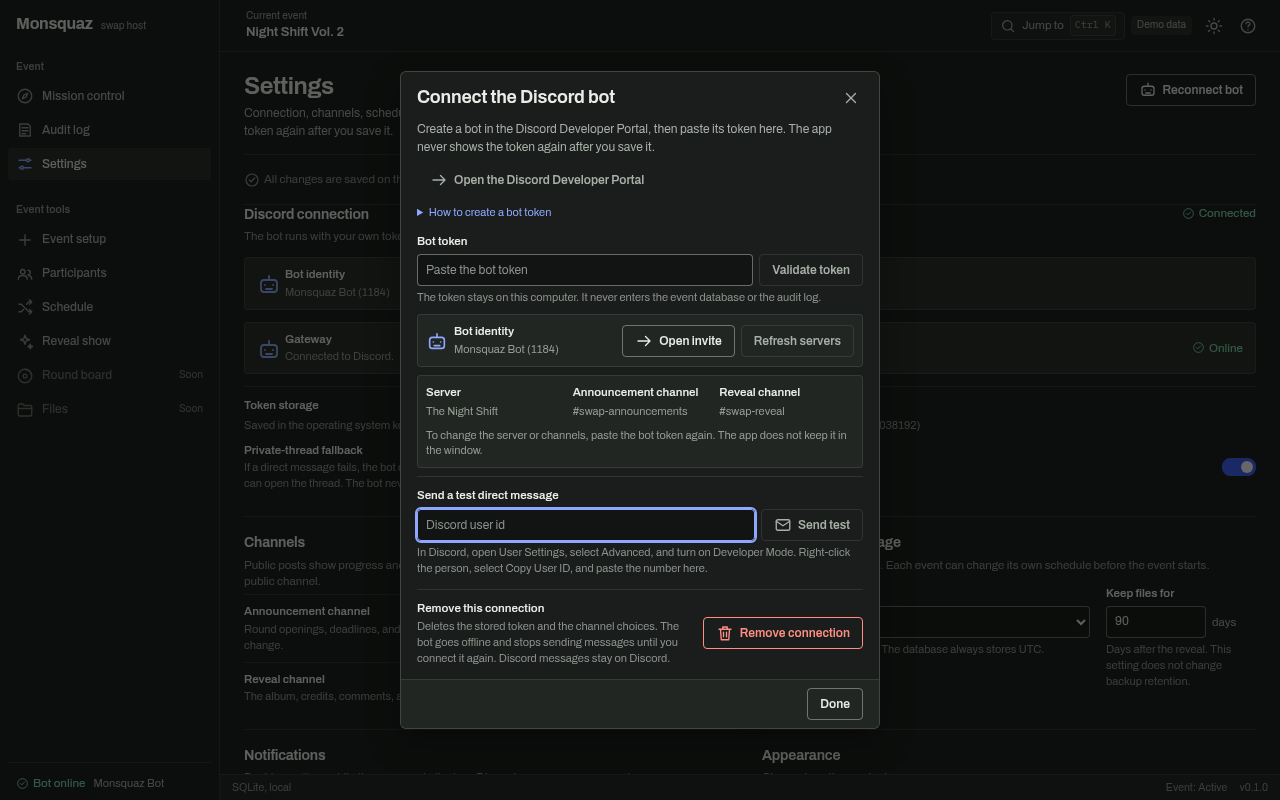 Monsquaz swap host
Current event
Night Shift Vol. 2
Jump to Ctrl K
Demo data
Event
Mission control
Audit log
Settings
Event tools
Event setup
Participants
Schedule
Reveal show
Round board Soon
Files Soon
Bot online Monsquaz Bot
Settings
Connection, channels, schedu
token again after you save it.
Reconnect bot
All changes are saved on th
Discord connection
Connected
The bot runs with your own toke
Bot identity
Monsquaz Bot (1184)
Gateway
Connected to Discord.
Online
Token storage
Saved in the operating system ke
038192)
Private-thread fallback
If a direct message fails, the bot o
can open the thread. The bot nev
Channels
Public posts show progress and
public channel.
Announcement channel
Round openings, deadlines, and
change.
Reveal channel
The album, credits, comments, a
age
. Each event can change its own schedule before the event starts.
Keep files for
90 days
The database always stores UTC.
Days after the reveal. This
setting does not change
backup retention.
Notifications
Appearance
SQLite, local
Event: Active v0.1.0
Connect the Discord bot
Create a bot in the Discord Developer Portal, then paste its token here. The app
never shows the token again after you save it.
Open the Discord Developer Portal
How to create a bot token
Bot token
Paste the bot token
Validate token
The token stays on this computer. It never enters the event database or the audit log.
Bot identity
Monsquaz Bot (1184)
Open invite
Refresh servers
Server Announcement channel Reveal channel
The Night Shift #swap-announcements #swap-reveal
To change the server or channels, paste the bot token again. The app does not keep it in
the window.
Send a test direct message
Discord user id
Send test
In Discord, open User Settings, select Advanced, and turn on Developer Mode. Right-click
the person, select Copy User ID, and paste the number here.
Remove this connection
Deletes the stored token and the channel choices. The
bot goes offline and stops sending messages until you
connect it again. Discord messages stay on Discord.
Remove connection
Done